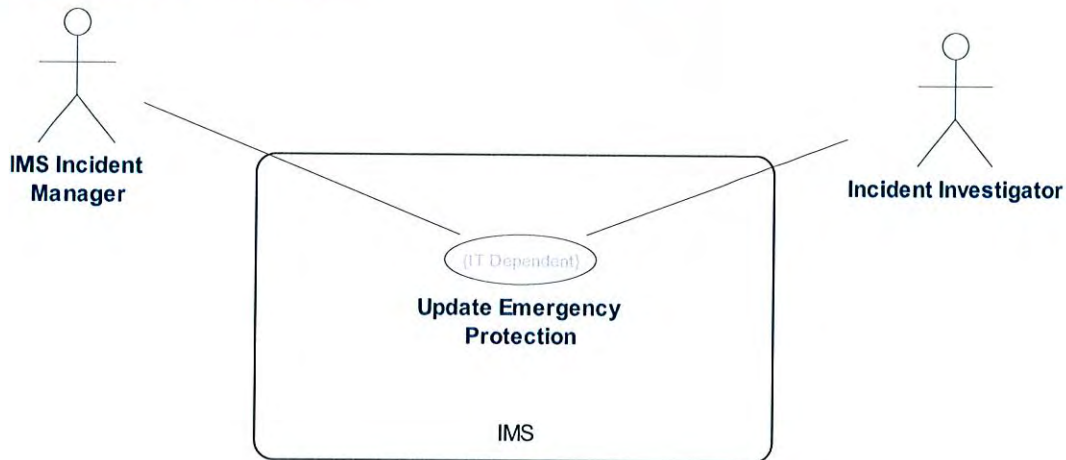 IMS Incident
Manager
Incident Investigator
{IT Dependent}
Update Emergency
Protection
IMS